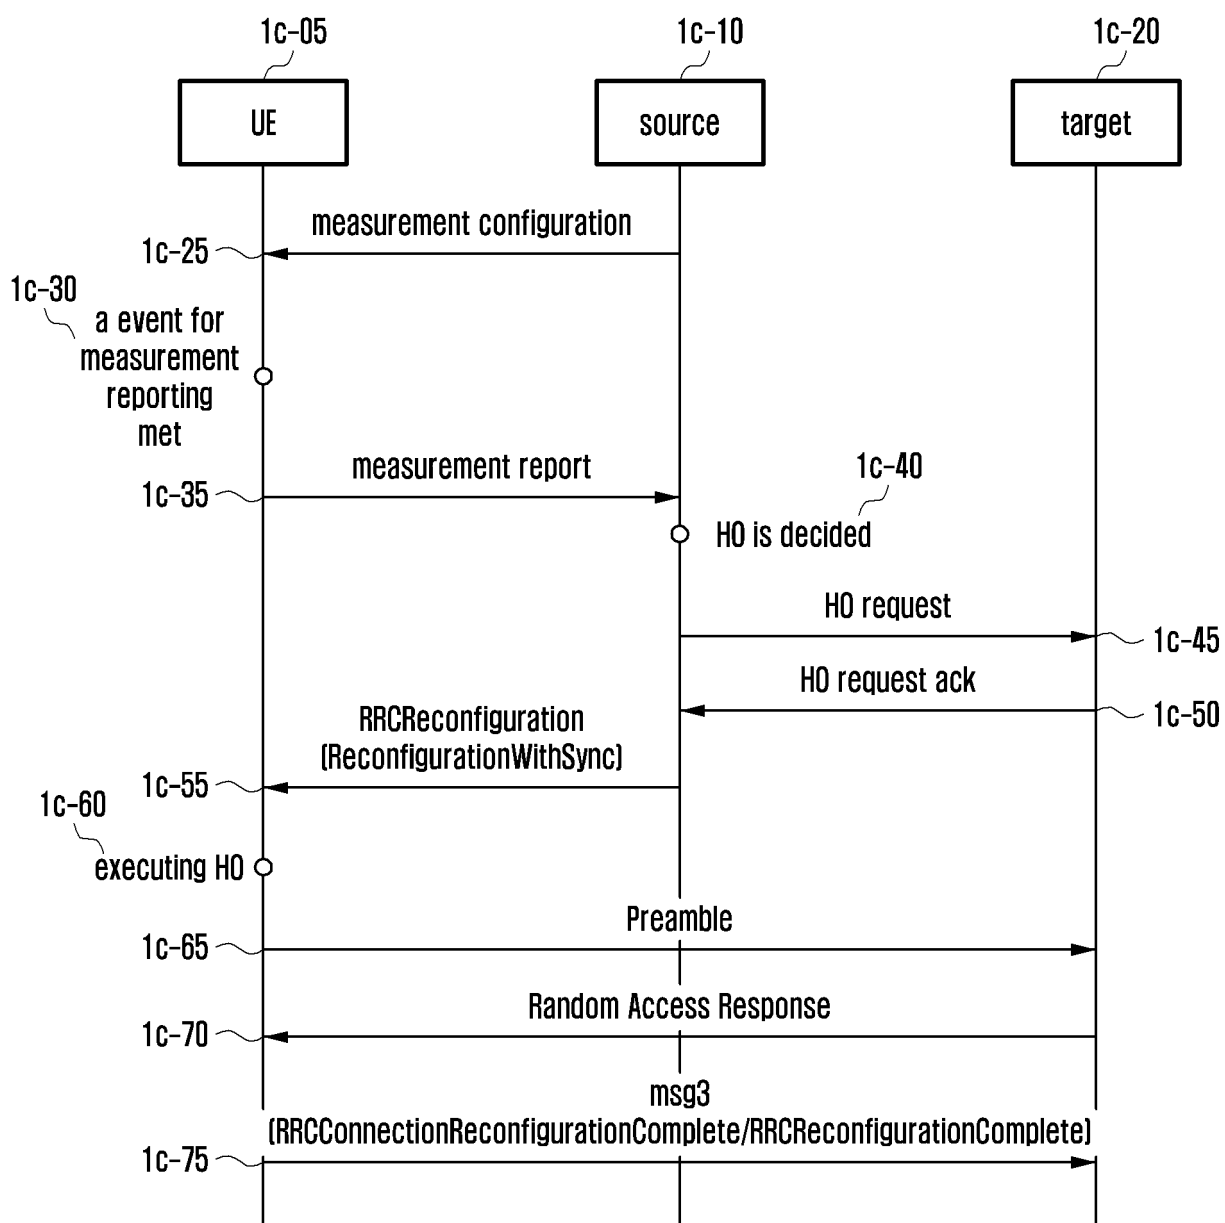 1c-05
1c-10
1c-20
UE
source
target
measurement configuration
1c-25
1c-30
a event for
measurement
reporting
met
measurement report
1c-35
1c-40
HO is decided
HO request
1c-45
HO request ack
1c-50
RRCReconfiguration
(ReconfigurationWithSync)
1c-55
1c-60
executing HO
Preamble
1c-65
Random Access Response
1c-70
msg3
(RRCConnectionReconfigurationComplete/RRCReconfigurationComplete)
1c-75